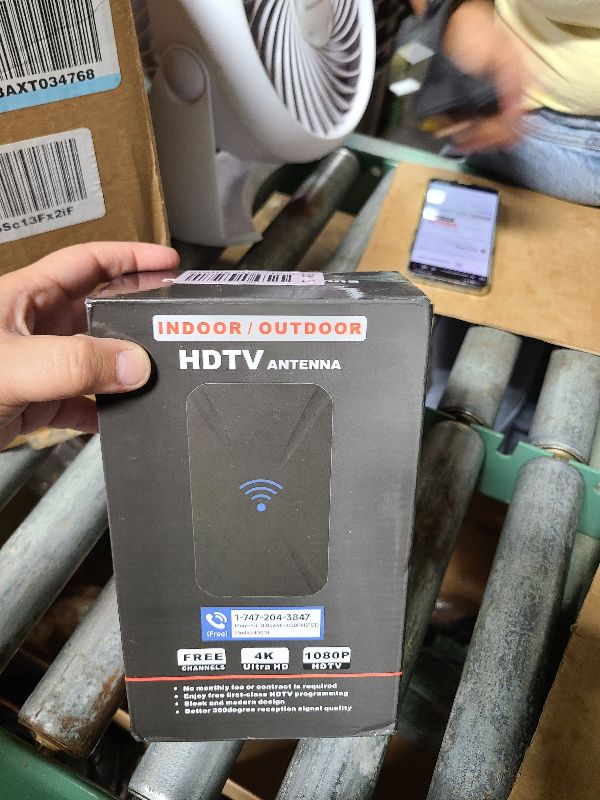 BAXT034768
Sc13Fx2iF
INDOOR / OUTDOOR
HDTV ANTENNA
1-747-204-3847
(Free)
FREE
CHANNELS
4K
Ultra HD
1080P
HDTV
• No monthly fee or contract is required
• Enjoy free first-class HDTV programming
• Sleek and modern design
• Better 360degree reception signal quality